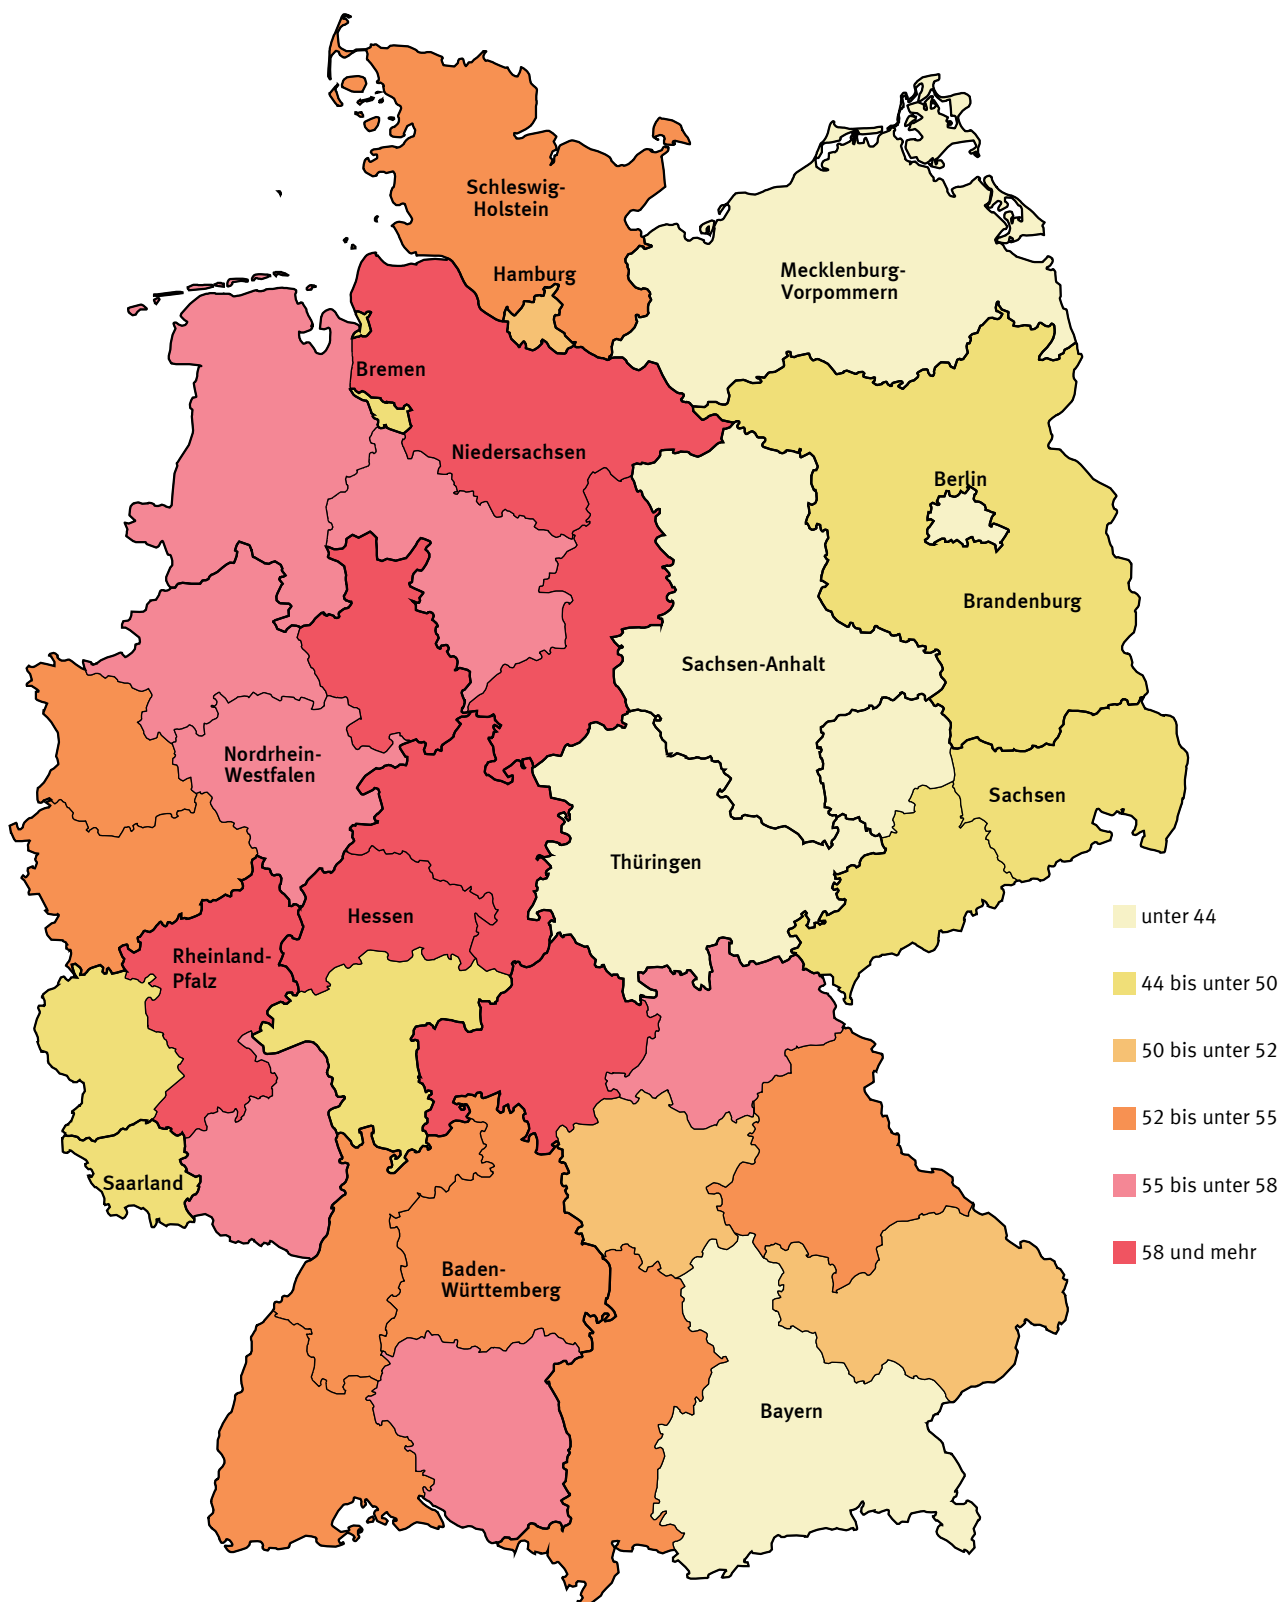 Schleswig-
Holstein
Hamburg
Mecklenburg-
Vorpommern
Bremen
Niedersachsen
Berlin
Brandenburg
Sachsen-Anhalt
Nordrhein-
Westfalen
Sachsen
Thüringen
Hessen
Rheinland-
Pfalz
Saarland
Baden-
Württemberg
Bayern
unter 44
44 bis unter 50
50 bis unter 52
52 bis unter 55
55 bis unter 58
58 und mehr